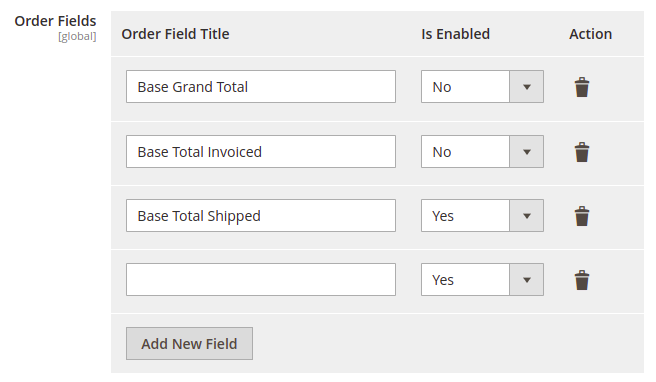 Order Fields
[global]
Order Field Title Is Enabled Action
Base Grand Total No
Base Total Invoiced No
Base Total Shipped Yes
Yes
Add New Field